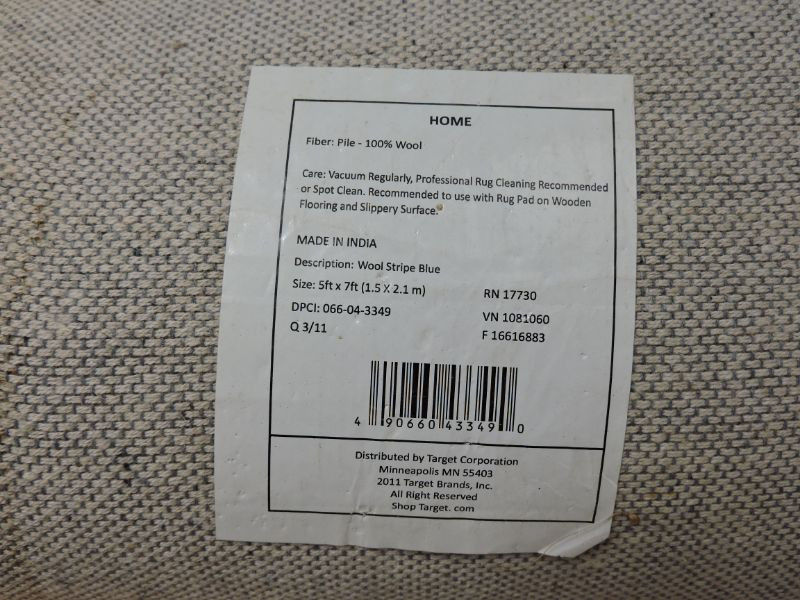 HOME
Fiber: Pile - 100% Wool
Care: Vacuum Regularly, Professional Rug Cleaning Recommended
or Spot Clean. Recommended to use with Rug Pad on Wooden
Flooring and Slippery Surface.
MADE IN INDIA
Description: Wool Stripe Blue
Size: 5ft x 7ft (1.5 X 2.1 m)
RN 17730
DPCI: 066-04-3349
VN 1081060
Q 3/11
F 16616883
4 90660 43349 0
Distributed by Target Corporation
Minneapolis MN 55403
2011 Target Brands, Inc.
All Right Reserved
Shop Target. com